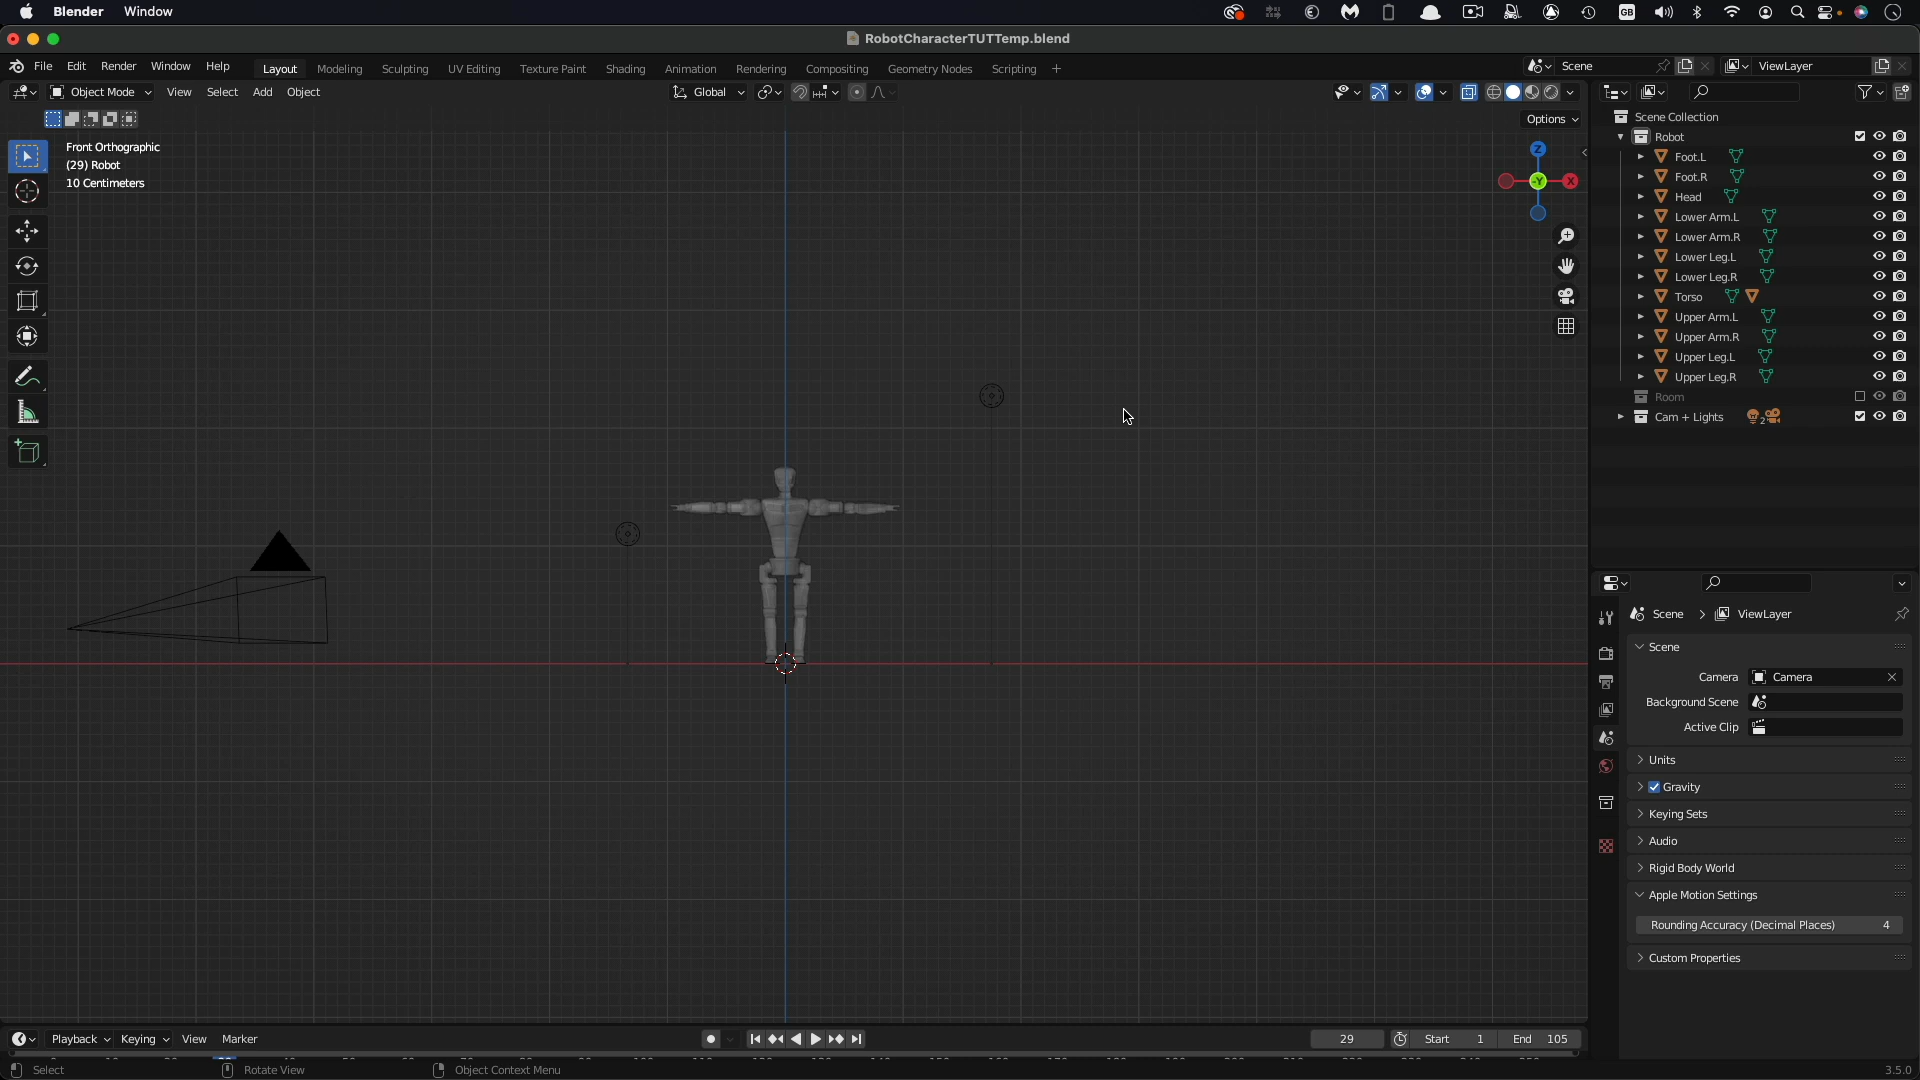 Blender Window
GB
RobotCharacterTUTTemp.blend
File Edit Render Window Help Layout Modeling Sculpting UV Editing Texture Paint Shading Animation Rendering Compositing Geometry Nodes Scripting + Scene ViewLayer
Object Mode View Select Add Object Global
Options
Front Orthographic
(29) Robot
10 Centimeters
Z
-Y
X
Scene Collection
Robot
Foot.L
Foot.R
Head
Lower Arm.L
Lower Arm.R
Lower Leg.L
Lower Leg.R
Torso
Upper Arm.L
Upper Arm.R
Upper Leg.L
Upper Leg.R
Room
Cam + Lights 2
Scene > ViewLayer
Scene
Camera Camera
Background Scene
Active Clip
Units
Gravity
Keying Sets
Audio
Rigid Body World
Apple Motion Settings
Rounding Accuracy (Decimal Places) 4
Custom Properties
Playback Keying View Marker 29 Start 1 End 105
Select Rotate View Object Context Menu 3.5.0